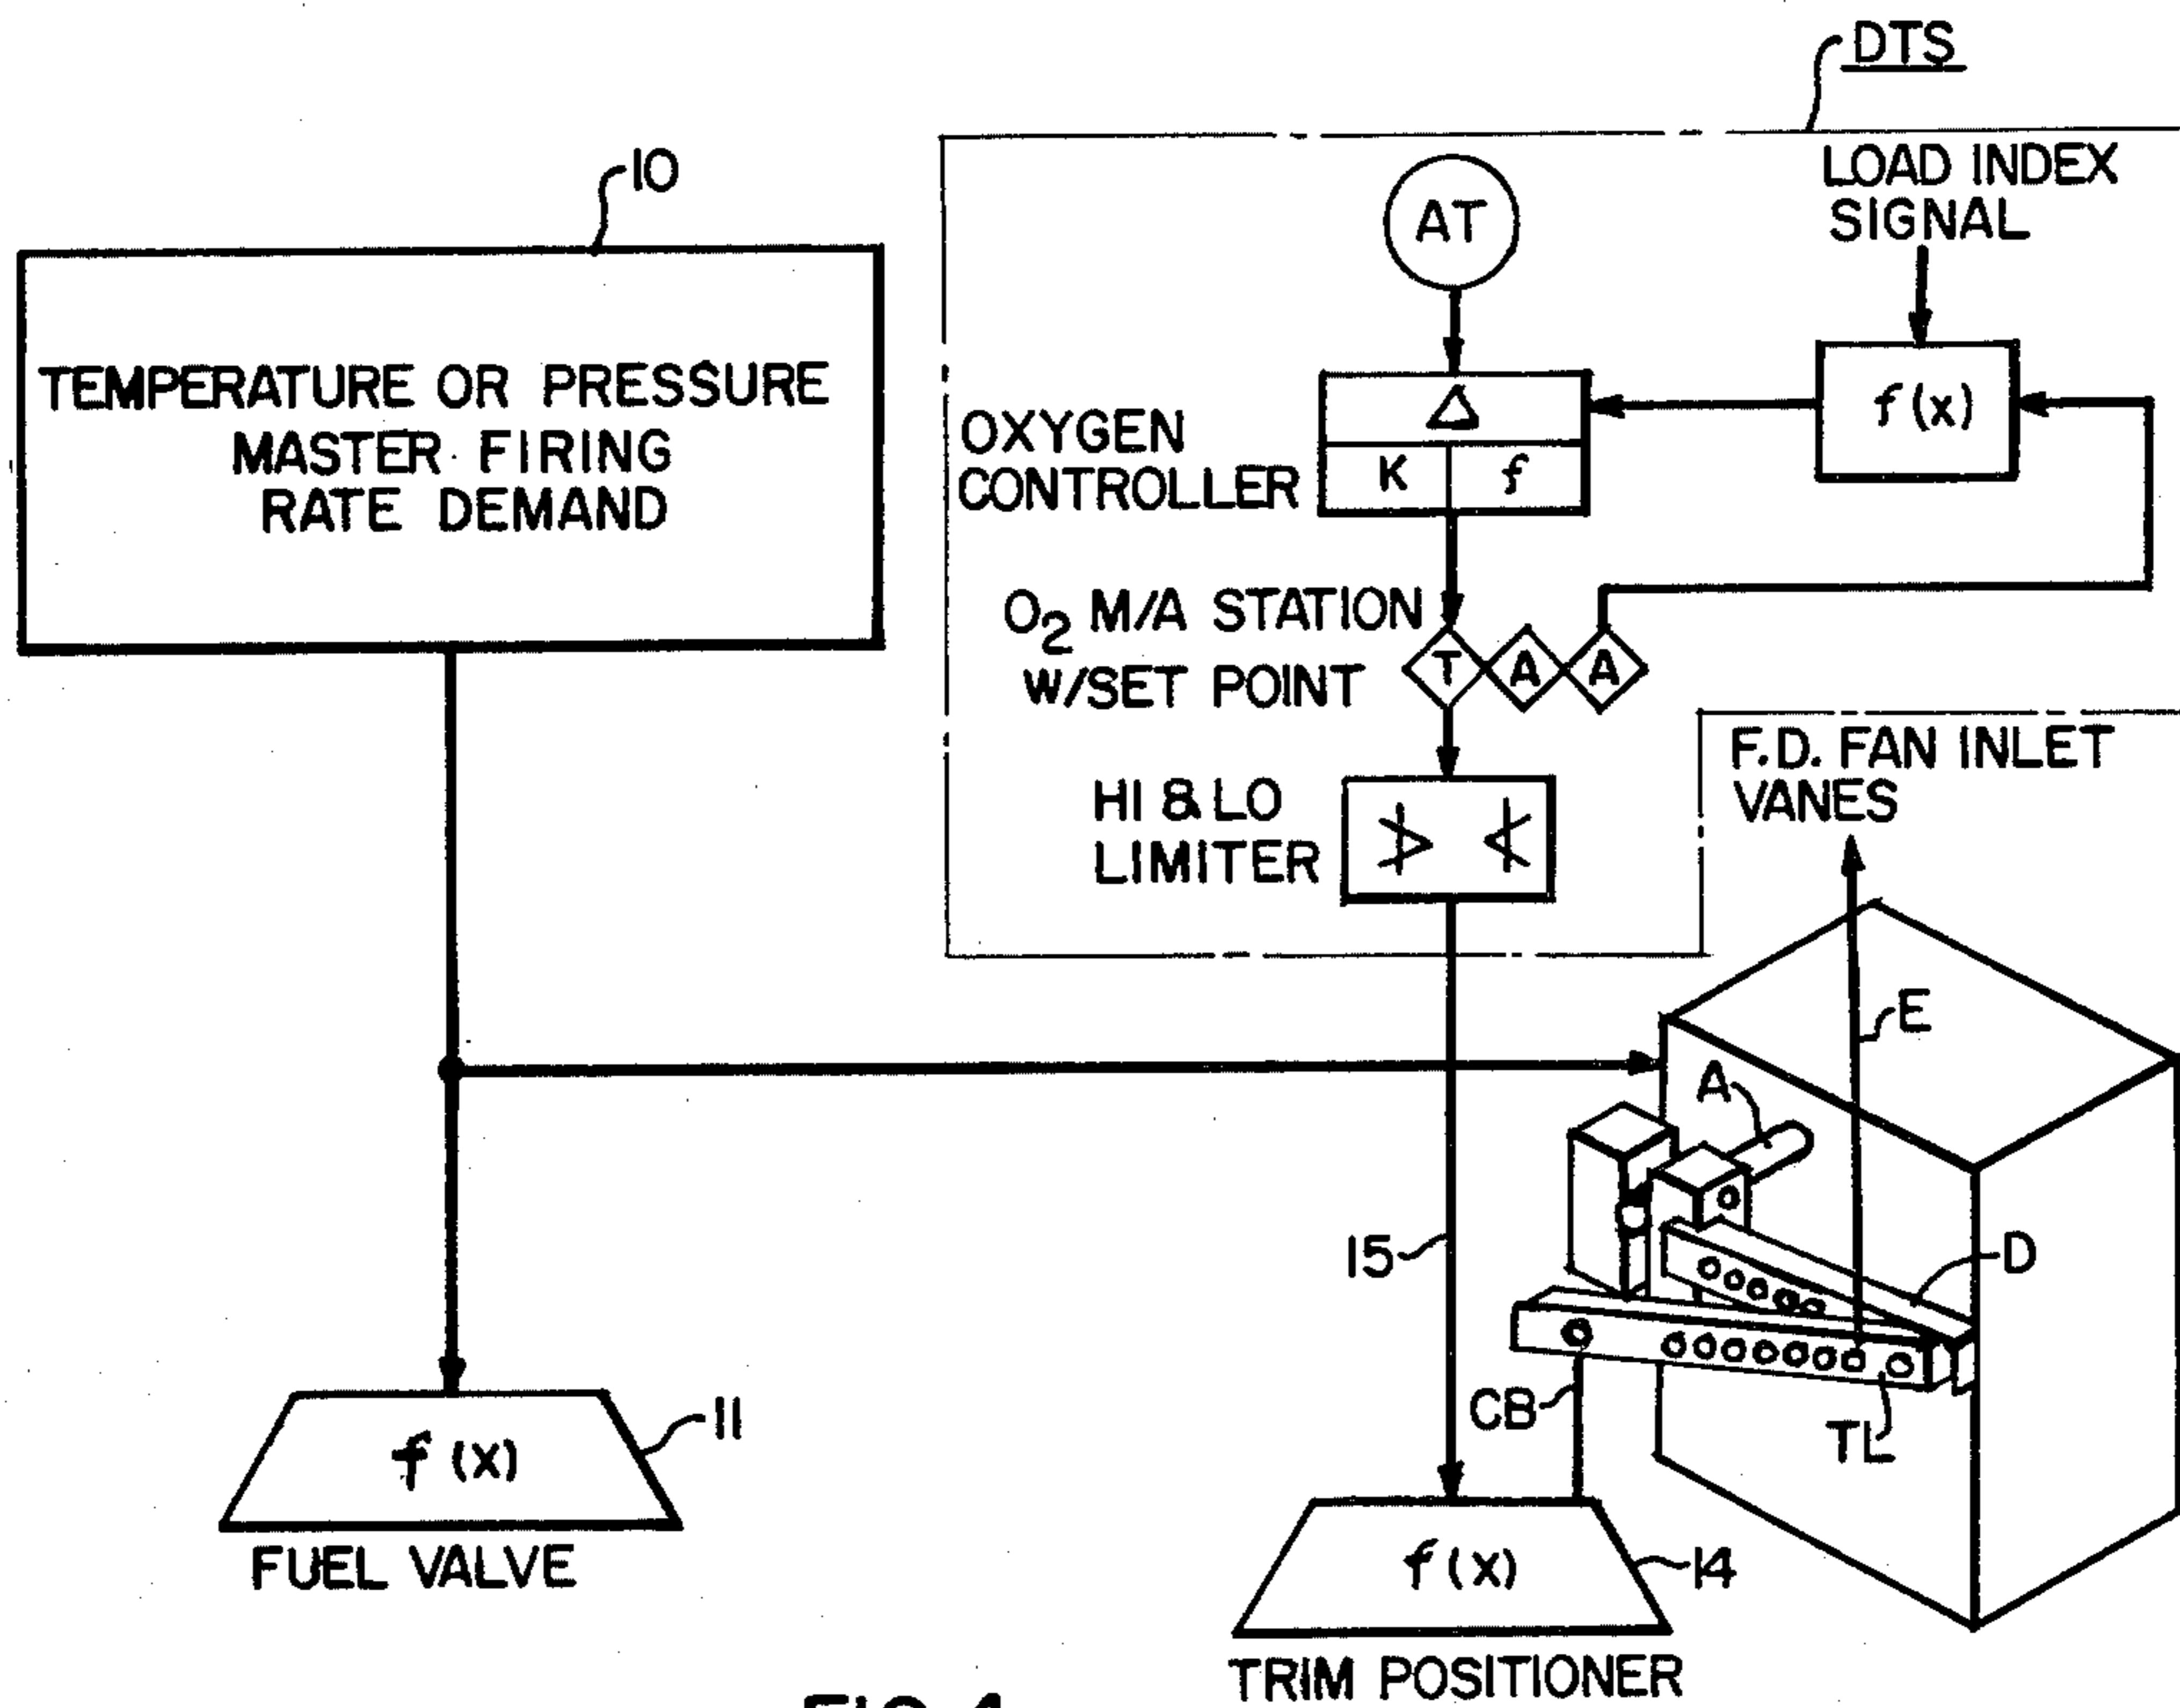 DTS
10
AT
LOAD INDEX
SIGNAL
TEMPERATURE OR PRESSURE
MASTER FIRING
RATE DEMAND
OXYGEN
CONTROLLER
Δ
K f
f(x)
O2 M/A STATION
W/SET POINT
T A A
F.D. FAN INLET
VANES
HI & LO
LIMITER
E
A
15
D
CB
TL
f(x)
11
FUEL VALVE
f(x)
14
TRIM POSITIONER